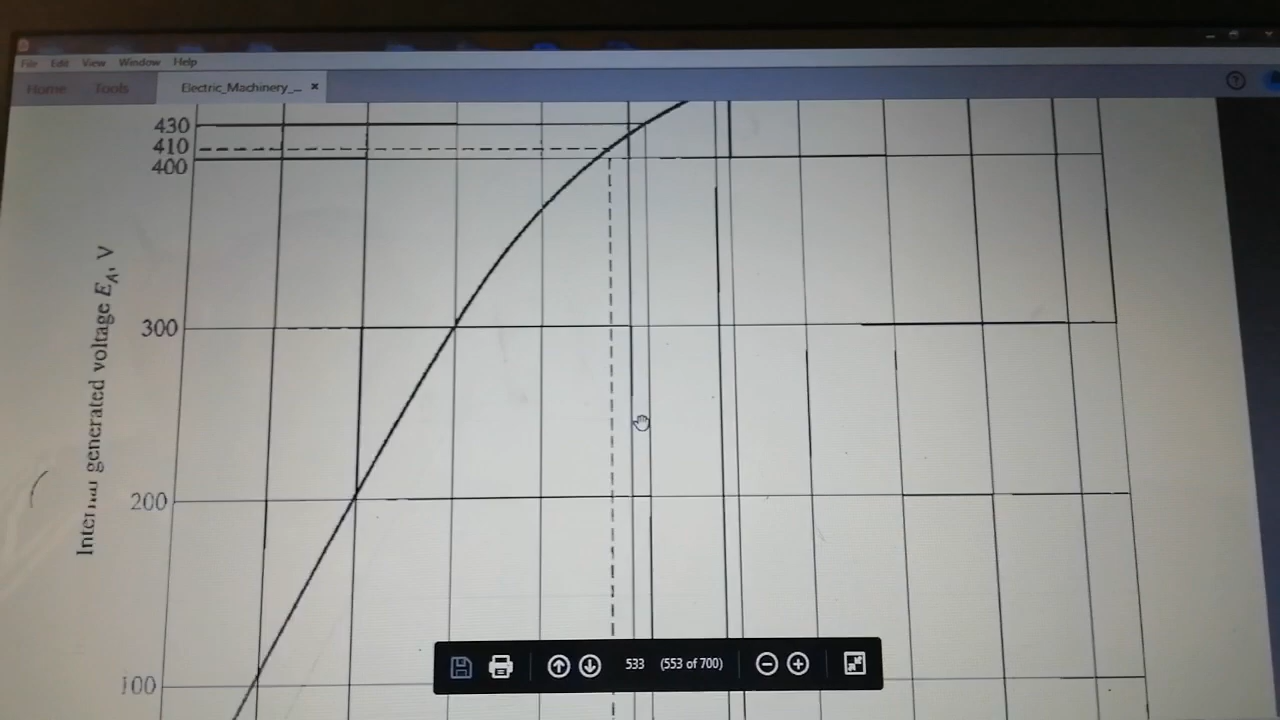 File Edit View Window Help
Home Tools Electric_Machinery_...
430
410
400
Internal generated voltage E_A, V
300
200
100
533 (553 of 700)